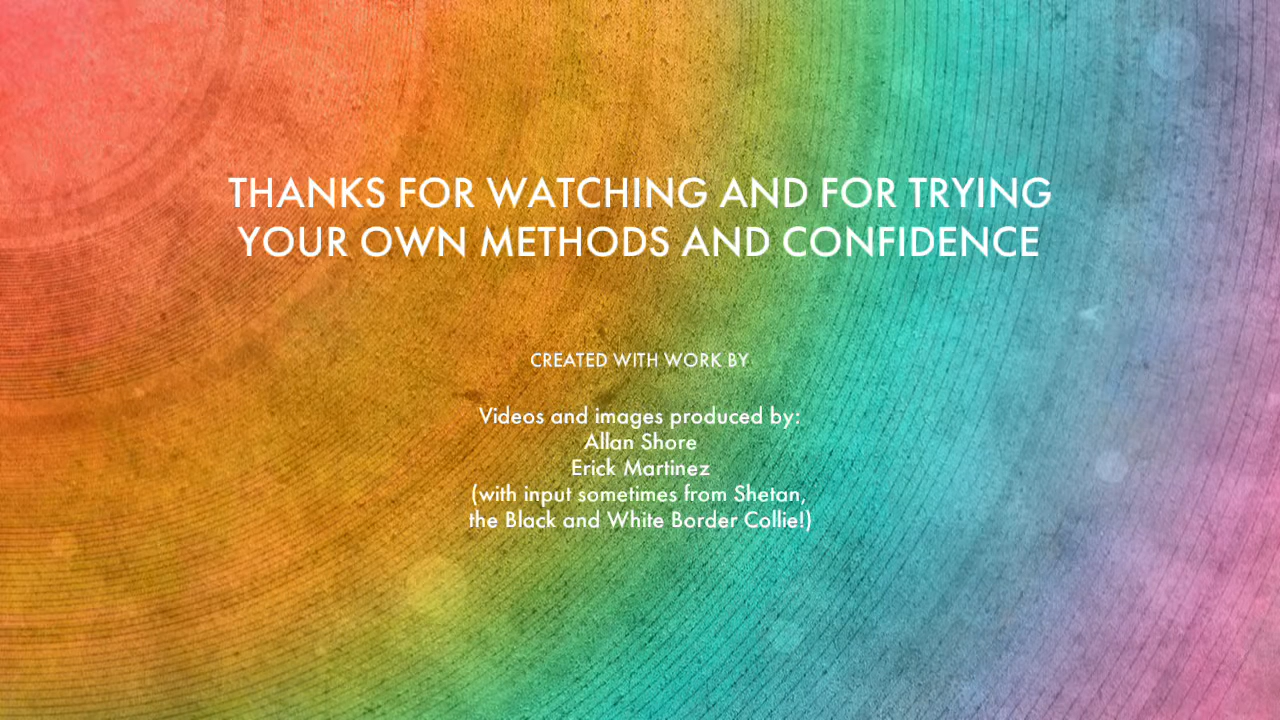 THANKS FOR WATCHING AND FOR TRYING
YOUR OWN METHODS AND CONFIDENCE
CREATED WITH WORK BY
Videos and images produced by:
Allan Shore
Erick Martinez
(with input sometimes from Shetan,
the Black and White Border Collie!)